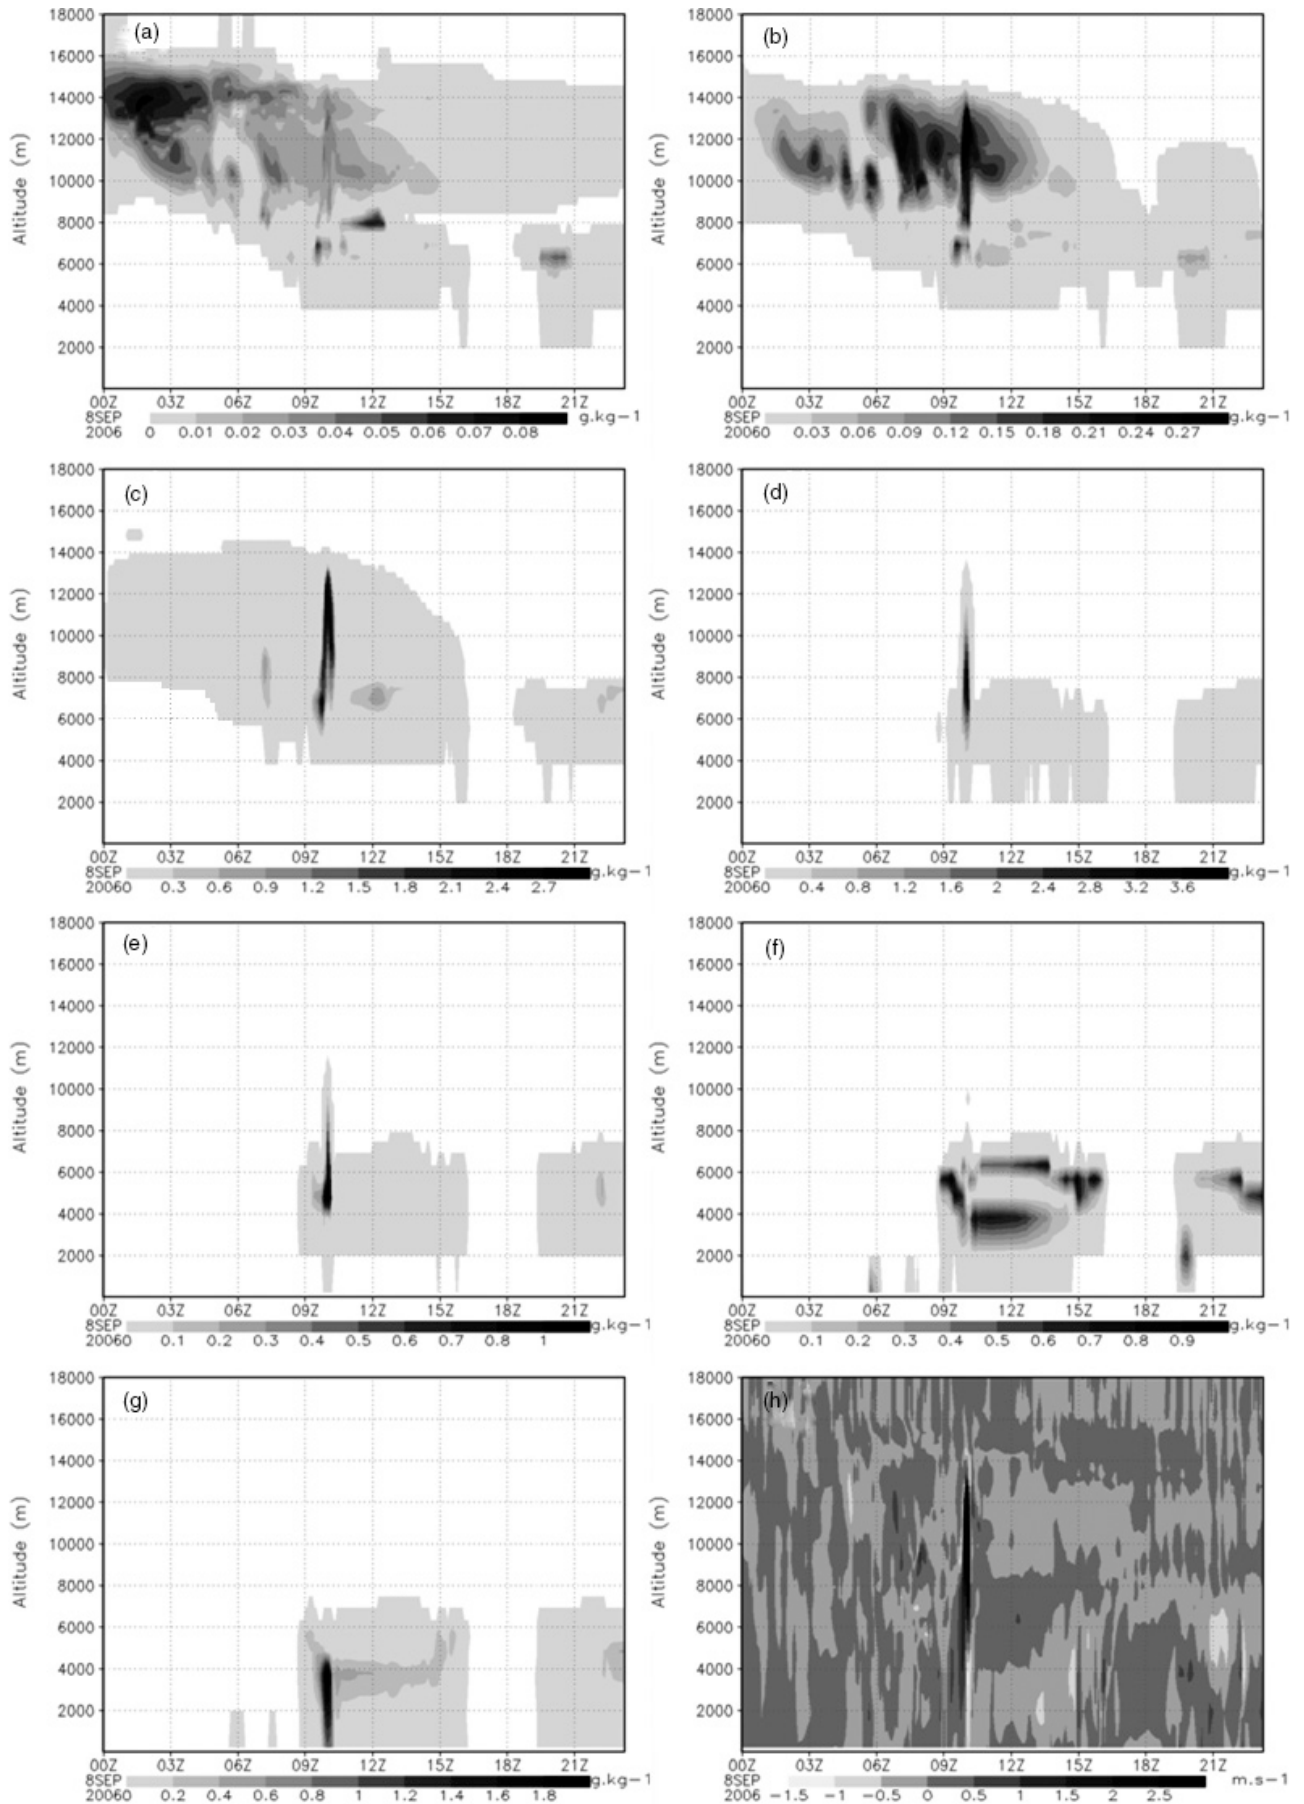 (a)
18000
16000
14000
12000
10000
8000
6000
4000
2000
Altitude (m)
00Z 03Z 06Z 09Z 12Z 15Z 18Z 21Z
8SEP
2006 0 0.01 0.02 0.03 0.04 0.05 0.06 0.07 0.08 g.kg-1
(b)
18000
16000
14000
12000
10000
8000
6000
4000
2000
Altitude (m)
00Z 03Z 06Z 09Z 12Z 15Z 18Z 21Z
8SEP
20060 0.03 0.06 0.09 0.12 0.15 0.18 0.21 0.24 0.27 g.kg-1
(c)
18000
16000
14000
12000
10000
8000
6000
4000
2000
Altitude (m)
00Z 03Z 06Z 09Z 12Z 15Z 18Z 21Z
8SEP
20060 0.3 0.6 0.9 1.2 1.5 1.8 2.1 2.4 2.7 g.kg-1
(d)
18000
16000
14000
12000
10000
8000
6000
4000
2000
Altitude (m)
00Z 03Z 06Z 09Z 12Z 15Z 18Z 21Z
8SEP
20060 0.4 0.8 1.2 1.6 2 2.4 2.8 3.2 3.6 g.kg-1
(e)
18000
16000
14000
12000
10000
8000
6000
4000
2000
Altitude (m)
00Z 03Z 06Z 09Z 12Z 15Z 18Z 21Z
8SEP
20060 0.1 0.2 0.3 0.4 0.5 0.6 0.7 0.8 1 g.kg-1
(f)
18000
16000
14000
12000
10000
8000
6000
4000
2000
Altitude (m)
00Z 03Z 06Z 09Z 12Z 15Z 18Z 21Z
8SEP
20060 0.1 0.2 0.3 0.4 0.5 0.6 0.7 0.8 0.9 g.kg-1
(g)
18000
16000
14000
12000
10000
8000
6000
4000
2000
Altitude (m)
00Z 03Z 06Z 09Z 12Z 15Z 18Z 21Z
8SEP
20060 0.2 0.4 0.6 0.8 1 1.2 1.4 1.6 1.8 g.kg-1
(h)
18000
16000
14000
12000
10000
8000
6000
4000
2000
Altitude (m)
00Z 03Z 06Z 09Z 12Z 15Z 18Z 21Z
8SEP
2006 -1.5 -1 -0.5 0 0.5 1 1.5 2 2.5 m.s-1